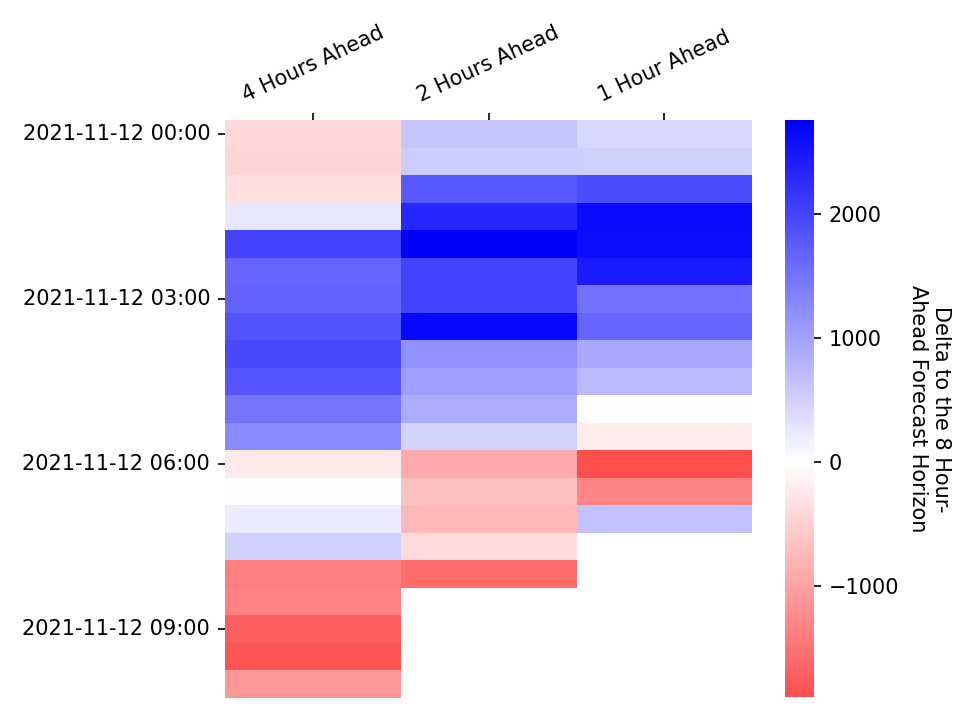 4 Hours Ahead
2 Hours Ahead
1 Hour Ahead
2021-11-12 00:00
2021-11-12 03:00
2021-11-12 06:00
2021-11-12 09:00
2000
1000
0
−1000
Delta to the 8 Hour-
Ahead Forecast Horizon